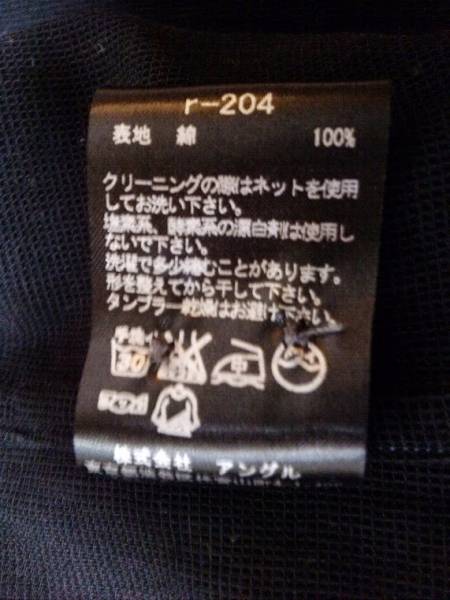 r-204
表地 綿 100%
クリーニングの際はネットを使用
してお洗い下さい。
塩素系、酵素系の漂白剤は使用し
ないで下さい。
洗濯で多少縮むことがあります。
形を整えてから干して下さい。
タンブラー乾燥はお避け下さい。
手洗イ
30
中
株式会社 アングル